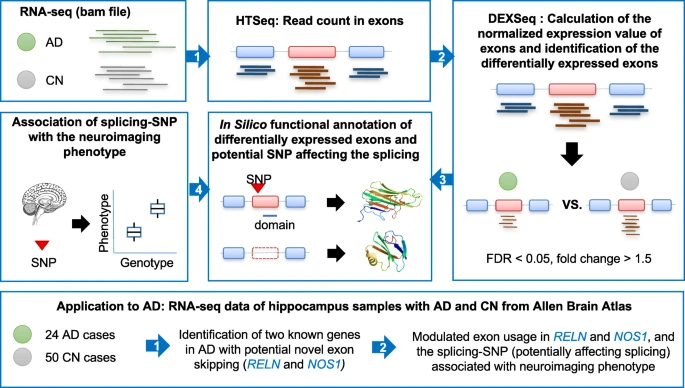 RNA-seq (bam file)
AD
CN
1
HTSeq: Read count in exons
2
DEXSeq : Calculation of the
normalized expression value of
exons and identification of the
differentially expressed exons
VS.
FDR < 0.05, fold change > 1.5
3
In Silico functional annotation of
differentially expressed exons and
potential SNP affecting the splicing
SNP
domain
4
Association of splicing-SNP
with the neuroimaging
phenotype
SNP
Phenotype
Genotype
Application to AD: RNA-seq data of hippocampus samples with AD and CN from Allen Brain Atlas
24 AD cases
50 CN cases
1
Identification of two known genes
in AD with potential novel exon
skipping (RELN and NOS1)
2
Modulated exon usage in RELN and NOS1, and
the splicing-SNP (potentially affecting splicing)
associated with neuroimaging phenotype